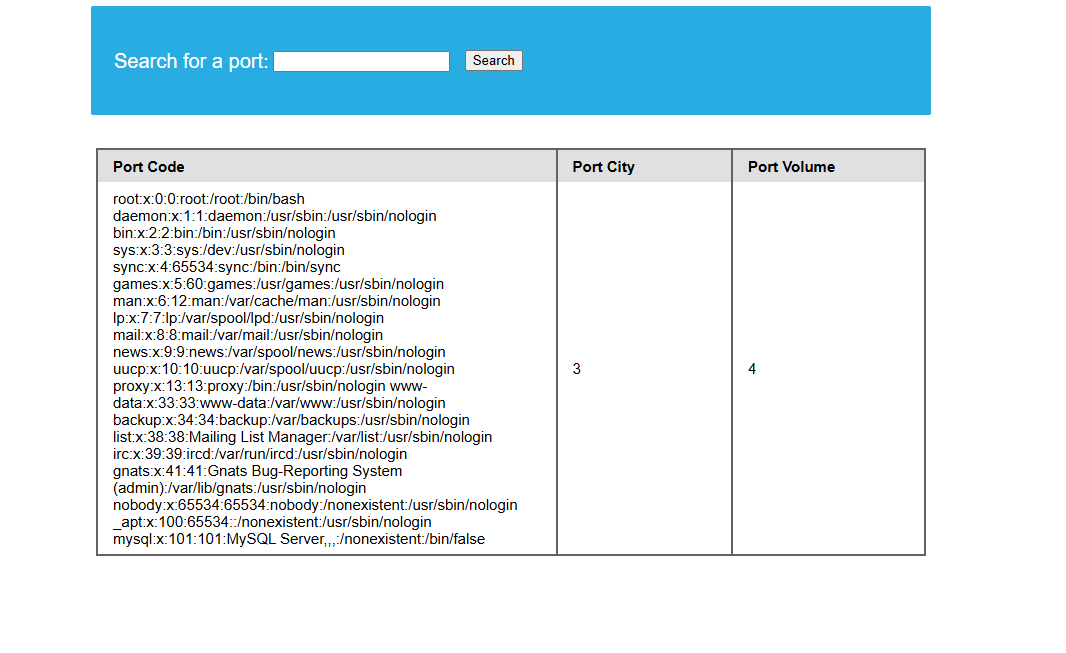 Search for a port: Search
Port Code Port City Port Volume
root:x:0:0:root:/root:/bin/bash
daemon:x:1:1:daemon:/usr/sbin:/usr/sbin/nologin
bin:x:2:2:bin:/bin:/usr/sbin/nologin
sys:x:3:3:sys:/dev:/usr/sbin/nologin
sync:x:4:65534:sync:/bin:/bin/sync
games:x:5:60:games:/usr/games:/usr/sbin/nologin
man:x:6:12:man:/var/cache/man:/usr/sbin/nologin
lp:x:7:7:lp:/var/spool/lpd:/usr/sbin/nologin
mail:x:8:8:mail:/var/mail:/usr/sbin/nologin
news:x:9:9:news:/var/spool/news:/usr/sbin/nologin
uucp:x:10:10:uucp:/var/spool/uucp:/usr/sbin/nologin
proxy:x:13:13:proxy:/bin:/usr/sbin/nologin www-
data:x:33:33:www-data:/var/www:/usr/sbin/nologin
backup:x:34:34:backup:/var/backups:/usr/sbin/nologin
list:x:38:38:Mailing List Manager:/var/list:/usr/sbin/nologin
irc:x:39:39:ircd:/var/run/ircd:/usr/sbin/nologin
gnats:x:41:41:Gnats Bug-Reporting System
(admin):/var/lib/gnats:/usr/sbin/nologin
nobody:x:65534:65534:nobody:/nonexistent:/usr/sbin/nologin
_apt:x:100:65534::/nonexistent:/usr/sbin/nologin
mysql:x:101:101:MySQL Server,,,:/nonexistent:/bin/false
3
4